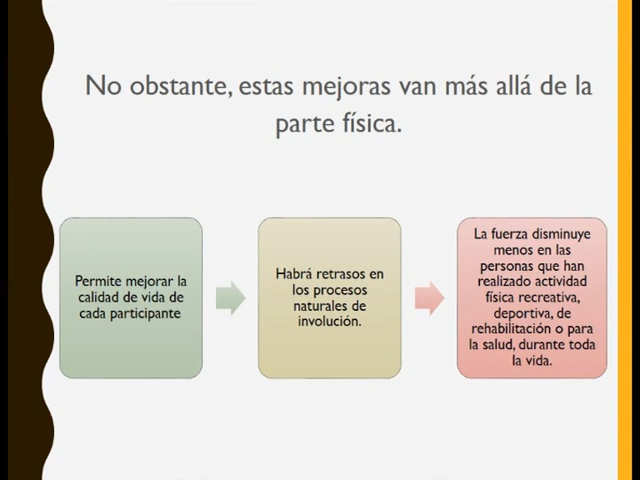 No obstante, estas mejoras van más allá de la
parte física.
Permite mejorar la
calidad de vida de
cada participante
Habrá retrasos en
los procesos
naturales de
involución.
La fuerza disminuye
menos en las
personas que han
realizado actividad
física recreativa,
deportiva, de
rehabilitación o para
la salud, durante toda
la vida.